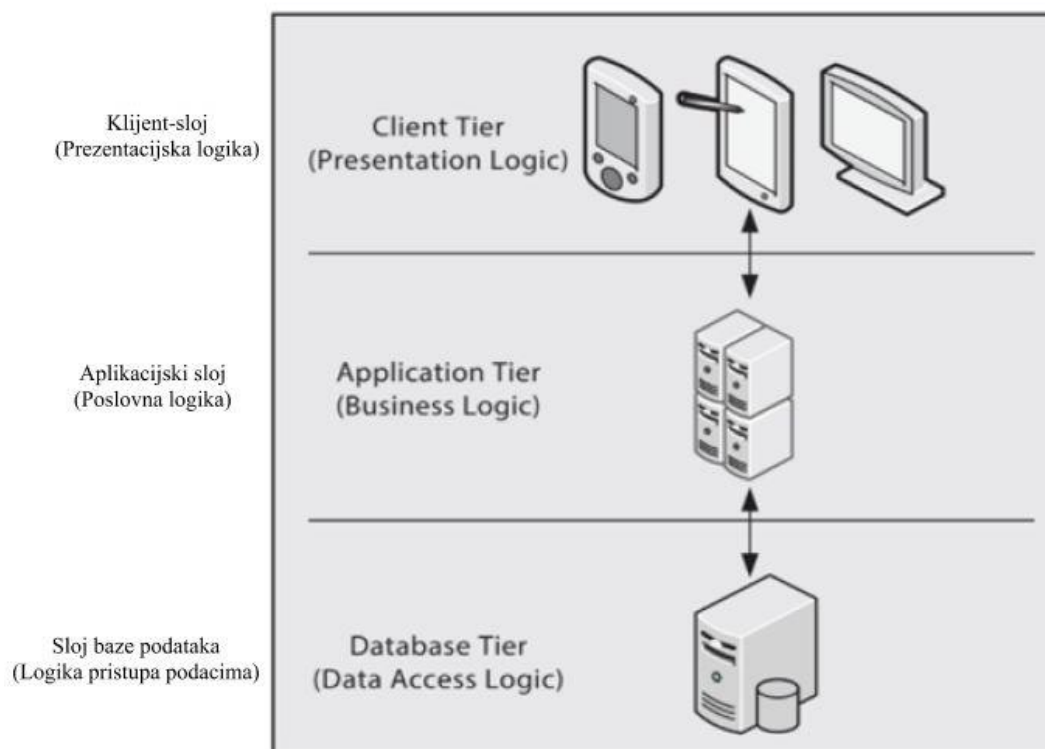 Klijent-sloj
(Prezentacijska logika)
Client Tier
(Presentation Logic)
Aplikacijski sloj
(Poslovna logika)
Application Tier
(Business Logic)
Sloj baze podataka
(Logika pristupa podacima)
Database Tier
(Data Access Logic)